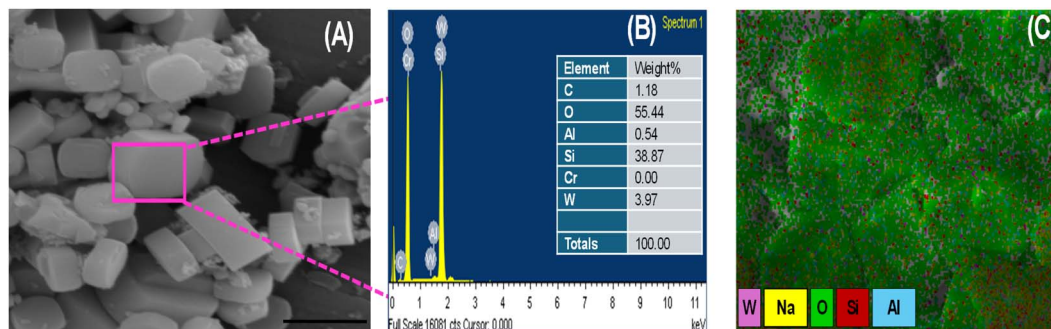 (A)
(B)
Spectrum 1
O
Cr
W
Si
Al
C
W
Element Weight%
C 1.18
O 55.44
Al 0.54
Si 38.87
Cr 0.00
W 3.97
Totals 100.00
0 1 2 3 4 5 6 7 8 9 10 11
Full Scale 16081 cts Cursor: 0.000 keV
(C
W Na O Si Al